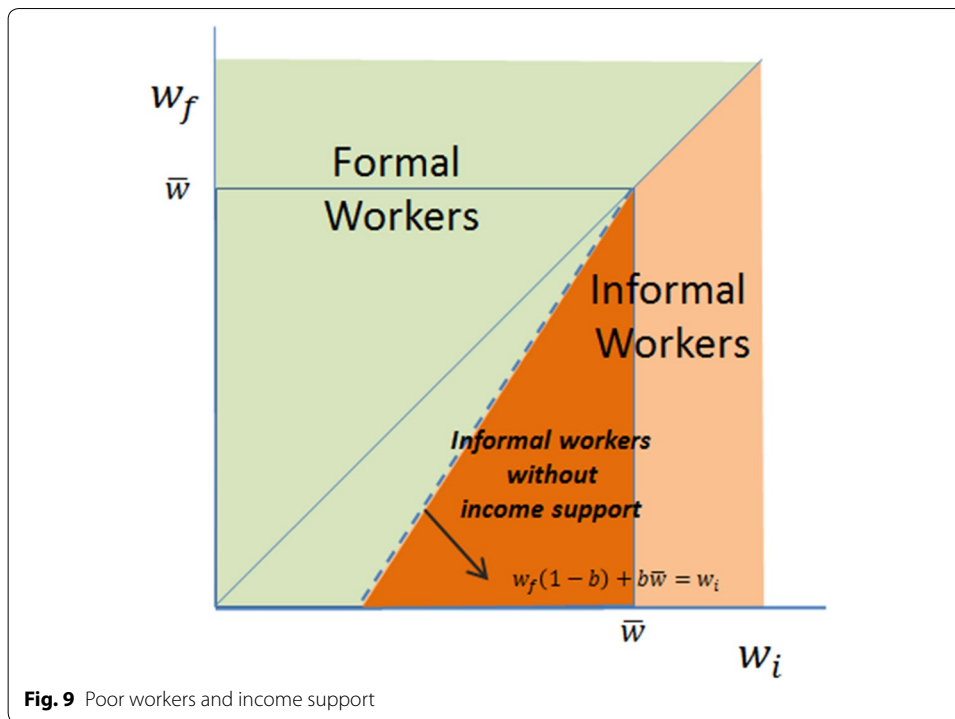 w_f
Formal
w̅
Workers
Informal
Workers
Informal workers
without
income support
w_f(1 − b) + bw̅ = w_i
w̅
w_i
Fig. 9 Poor workers and income support